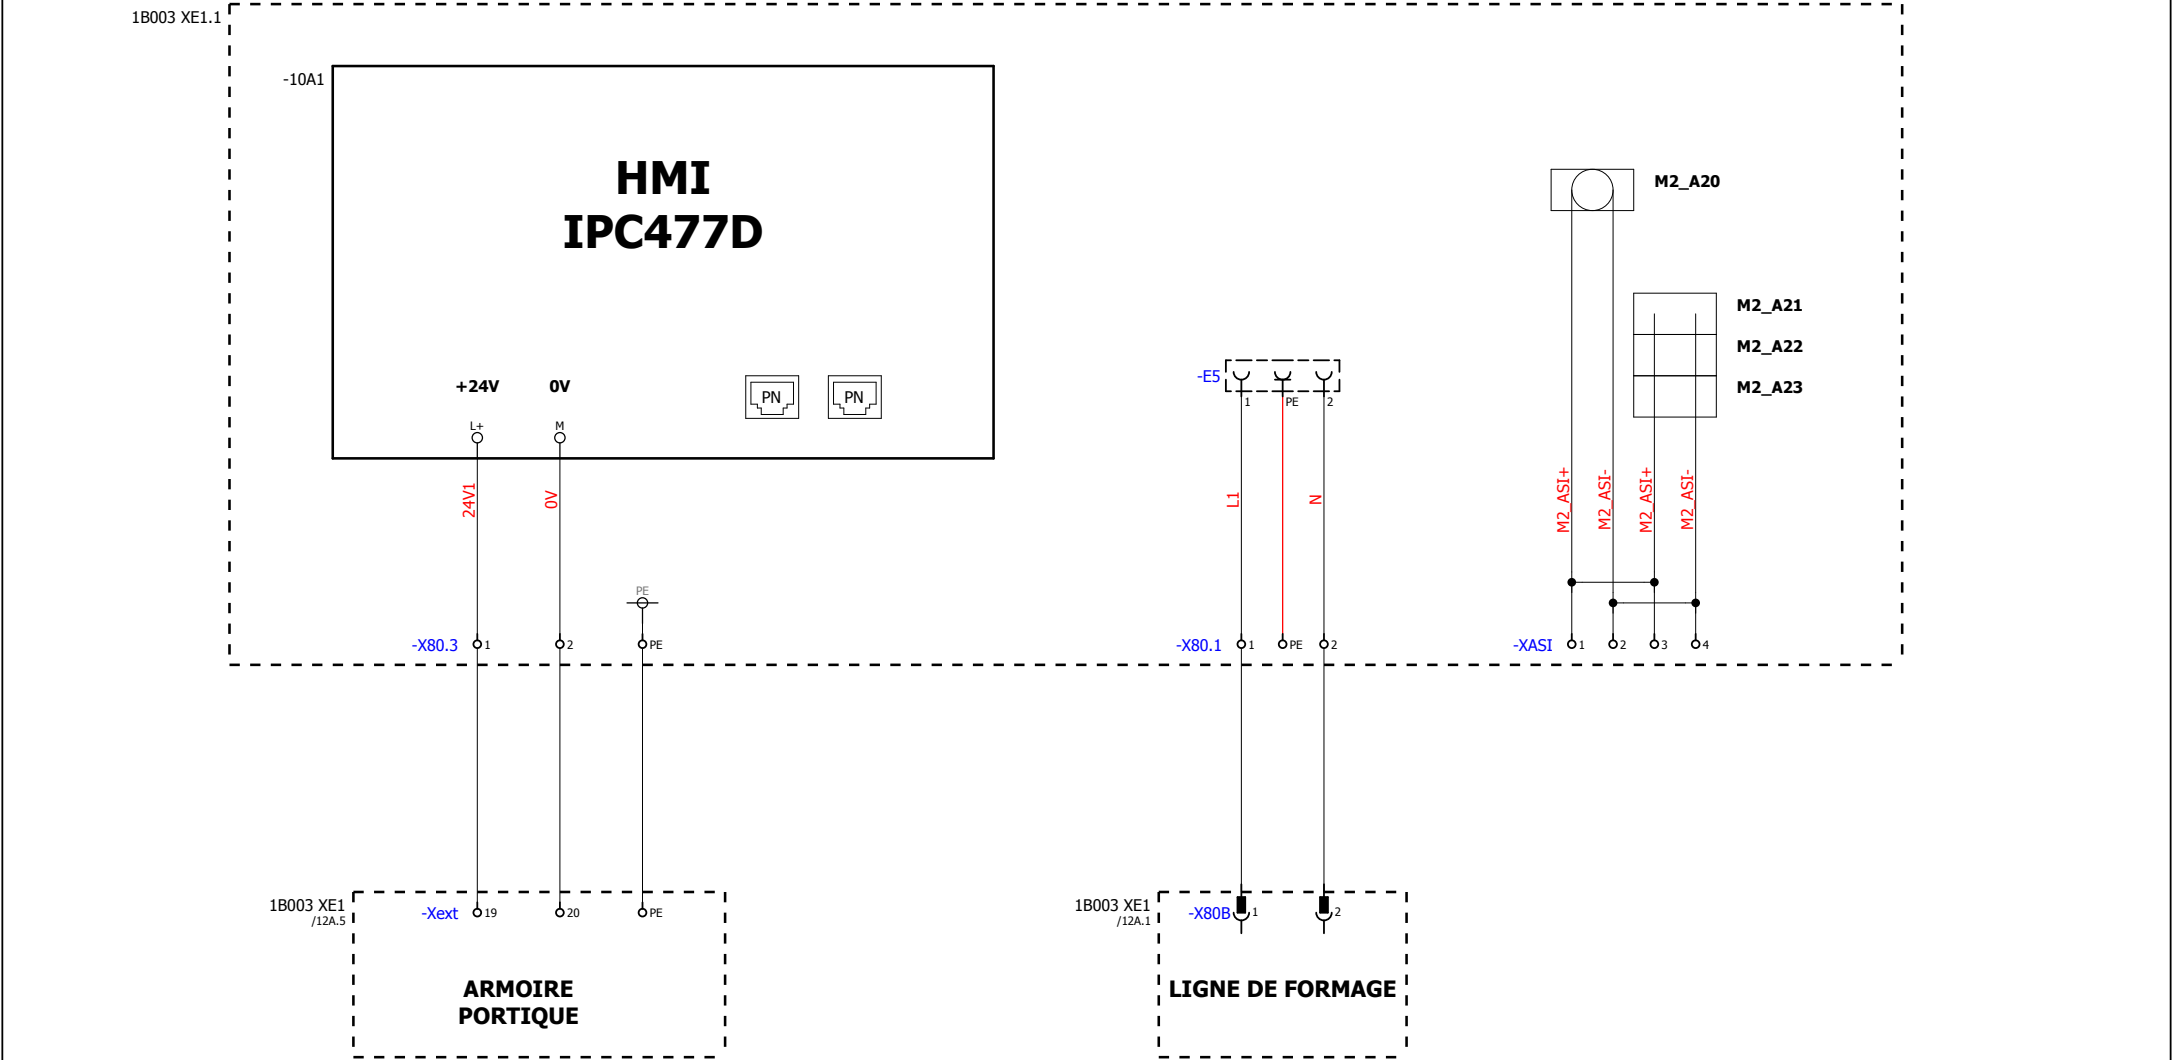 1B003 XE1.1
-10A1
HMI
IPC477D
M2_A20
M2_A21
M2_A22
M2_A23
+24V 0V
PN PN
L+ M
-E5
1 PE 2
24V1 0V
L1 N
M2_ASI+ M2_ASI- M2_ASI+ M2_ASI-
PE
-X80.3 1 2 PE
-X80.1 1 PE 2
-XASI 1 2 3 4
1B003 XE1
/12A.5
-Xext 19 20 PE
ARMOIRE
PORTIQUE
1B003 XE1
/12A.1
-X80B 1 2
LIGNE DE FORMAGE